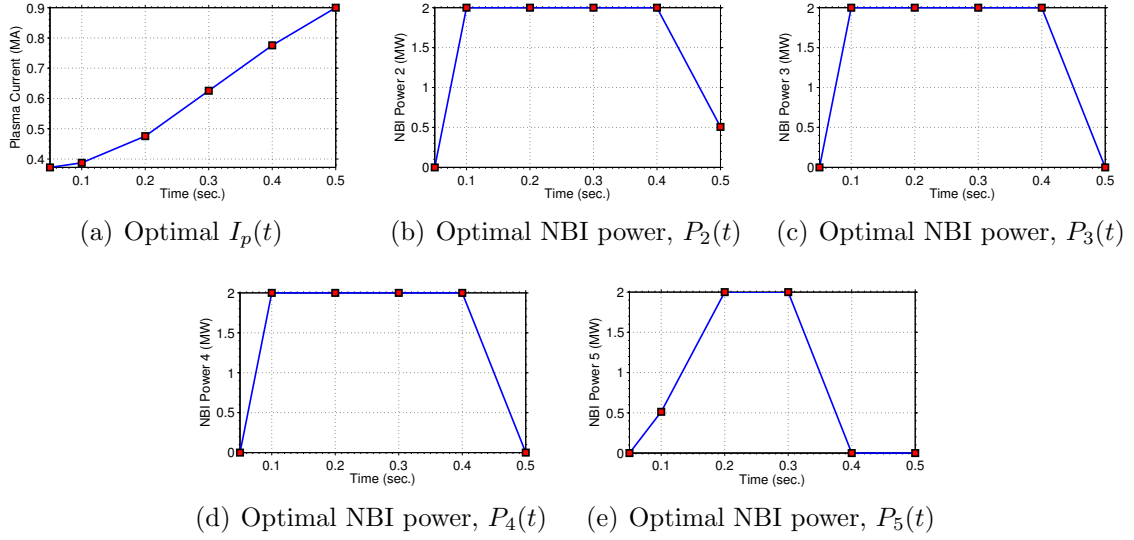 0.9
0.8
0.7
0.6
0.5
0.4
Plasma Current (MA)
0.1 0.2 0.3 0.4 0.5
Time (sec.)
(a) Optimal I_p(t)
2
1.5
1
0.5
0
NBI Power 2 (MW)
0.1 0.2 0.3 0.4 0.5
Time (sec.)
(b) Optimal NBI power, P_2(t)
2
1.5
1
0.5
0
NBI Power 3 (MW)
0.1 0.2 0.3 0.4 0.5
Time (sec.)
(c) Optimal NBI power, P_3(t)
2
1.5
1
0.5
0
NBI Power 4 (MW)
0.1 0.2 0.3 0.4 0.5
Time (sec.)
(d) Optimal NBI power, P_4(t)
2
1.5
1
0.5
0
NBI Power 5 (MW)
0.1 0.2 0.3 0.4 0.5
Time (sec.)
(e) Optimal NBI power, P_5(t)